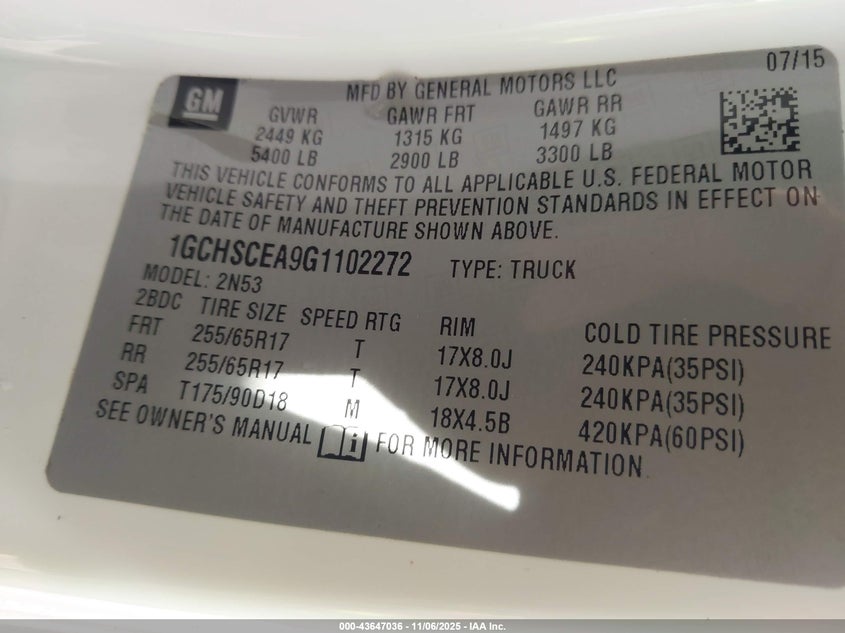 07/15
GM
MFD BY GENERAL MOTORS LLC
GVWR GAWR FRT GAWR RR
2449 KG 1315 KG 1497 KG
5400 LB 2900 LB 3300 LB
THIS VEHICLE CONFORMS TO ALL APPLICABLE U.S. FEDERAL MOTOR
VEHICLE SAFETY AND THEFT PREVENTION STANDARDS IN EFFECT ON
THE DATE OF MANUFACTURE SHOWN ABOVE.
1GCHSCEA9G1102272 TYPE: TRUCK
MODEL: 2N53
2BDC TIRE SIZE SPEED RTG RIM COLD TIRE PRESSURE
FRT 255/65R17 T 17X8.0J 240KPA(35PSI)
RR 255/65R17 T 17X8.0J 240KPA(35PSI)
SPA T175/90D18 M 18X4.5B 420KPA(60PSI)
SEE OWNER'S MANUAL i FOR MORE INFORMATION
000-43647036 - 11/06/2025 - IAA Inc.